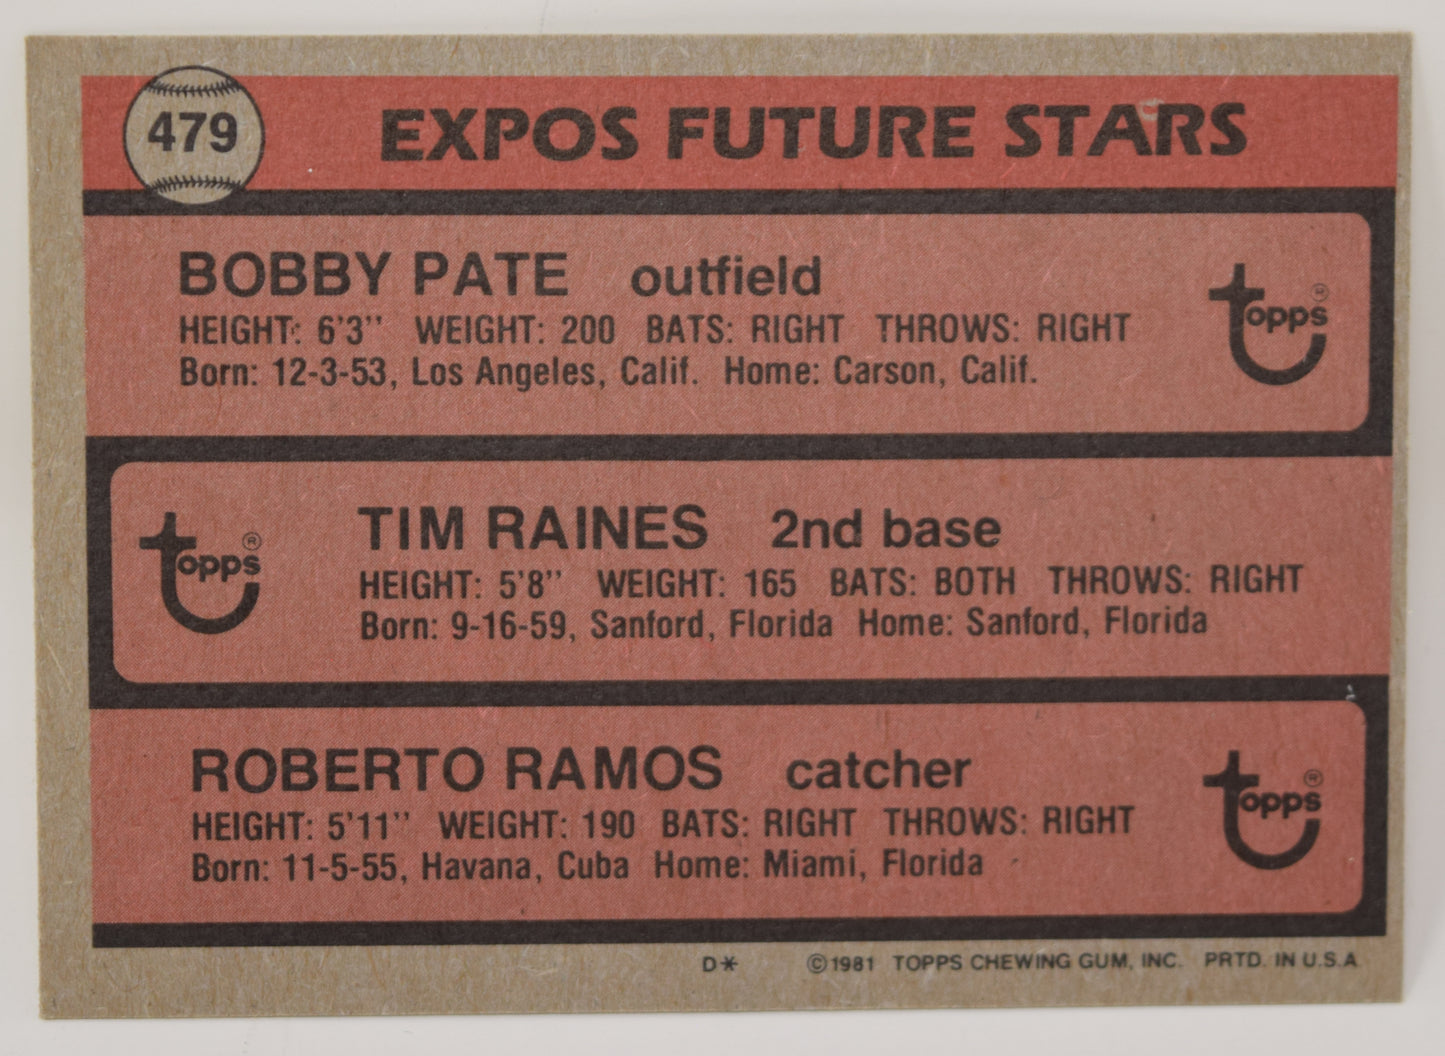 479
EXPOS FUTURE STARS
BOBBY PATE outfield
HEIGHT: 6'3'' WEIGHT: 200 BATS: RIGHT THROWS: RIGHT
Born: 12-3-53, Los Angeles, Calif. Home: Carson, Calif.
topps®
TIM RAINES 2nd base
HEIGHT: 5'8'' WEIGHT: 165 BATS: BOTH THROWS: RIGHT
Born: 9-16-59, Sanford, Florida Home: Sanford, Florida
topps®
ROBERTO RAMOS catcher
HEIGHT: 5'11'' WEIGHT: 190 BATS: RIGHT THROWS: RIGHT
Born: 11-5-55, Havana, Cuba Home: Miami, Florida
topps®
D* ©1981 TOPPS CHEWING GUM, INC. PRTD. IN U.S.A.